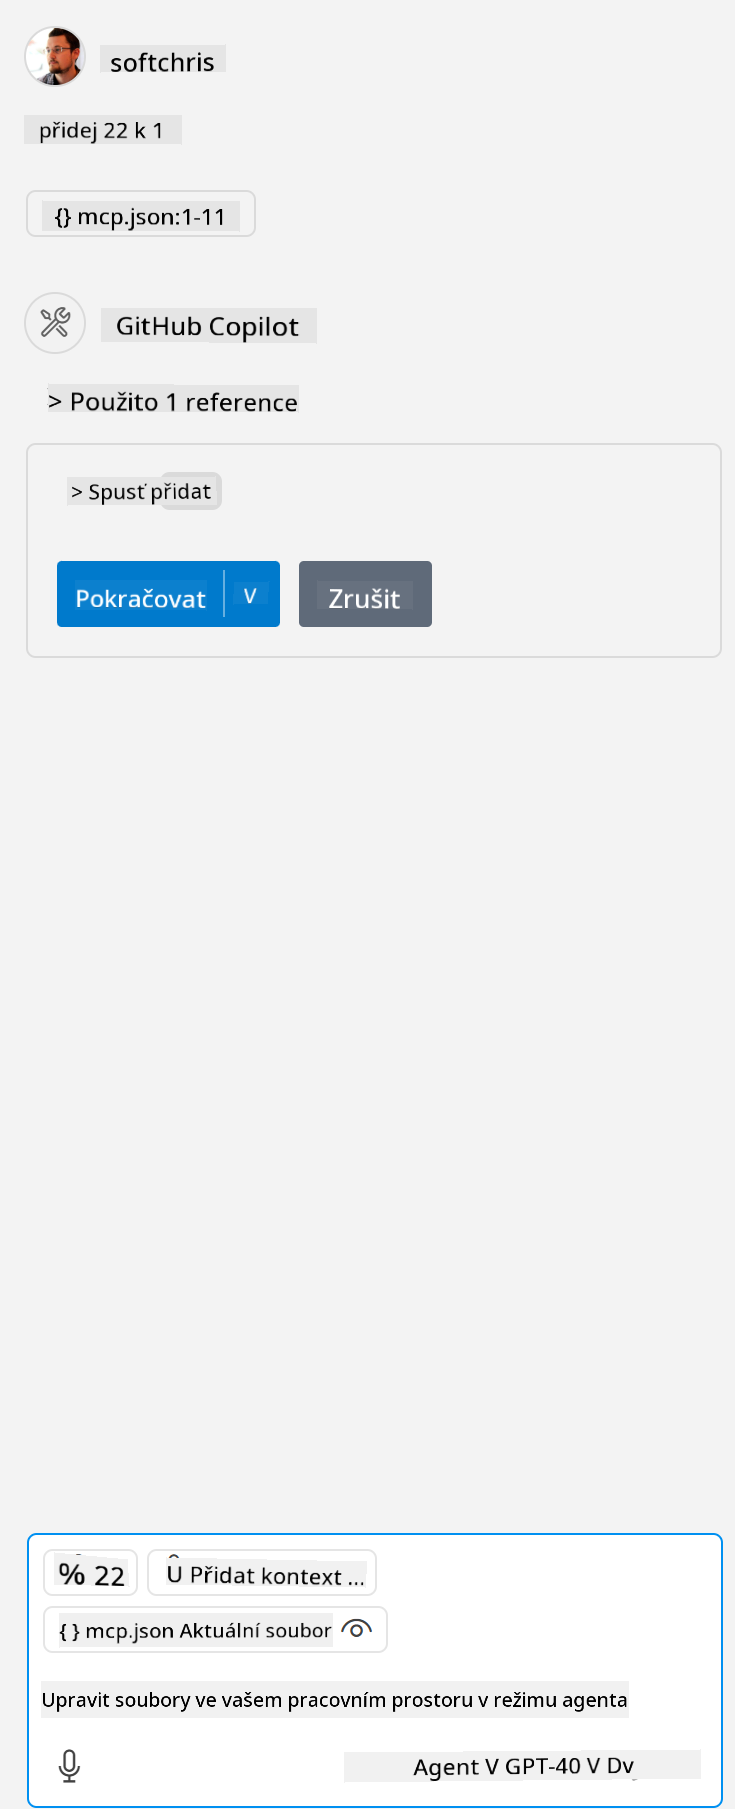 softchris
přidej 22 k 1
{} mcp.json:1-11
GitHub Copilot
> Použito 1 reference
> Spusť přidat
Pokračovat V
Zrušit
% 22
U Přidat kontext ...
{ } mcp.json Aktuální soubor
Upravit soubory ve vašem pracovním prostoru v režimu agenta
Agent V GPT-40 V Dv